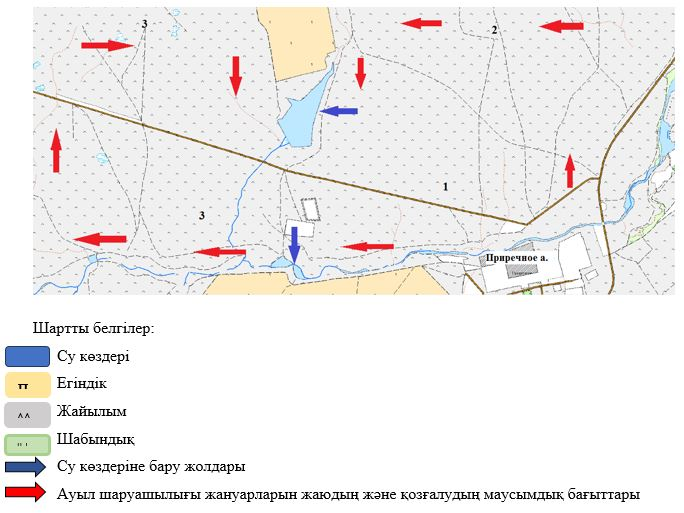 3
2
1
3
Приречное а.
Шартты белгілер:
Су көздері
Егіндік
Жайылым
Шабындық
Су көздеріне бару жолдары
Ауыл шаруашылығы жануарларын жаюдың және қозғалудың маусымдық бағыттары